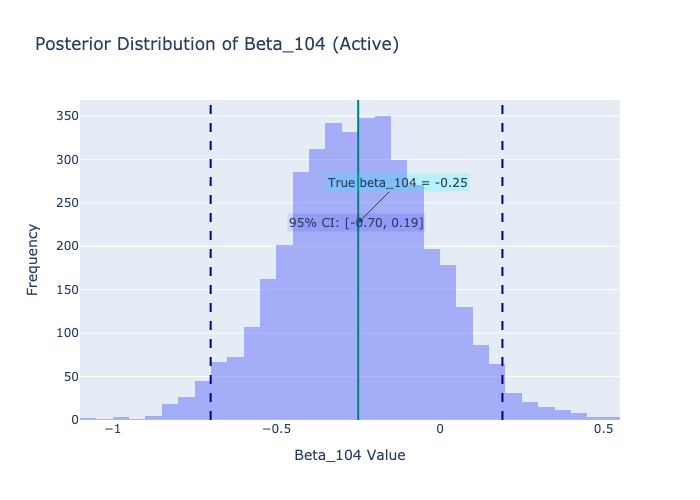 Posterior Distribution of Beta_104 (Active)
350
300
250
200
150
100
50
0
Frequency
True beta_104 = -0.25
95% CI: [-0.70, 0.19]
−1
−0.5
0
0.5
Beta_104 Value